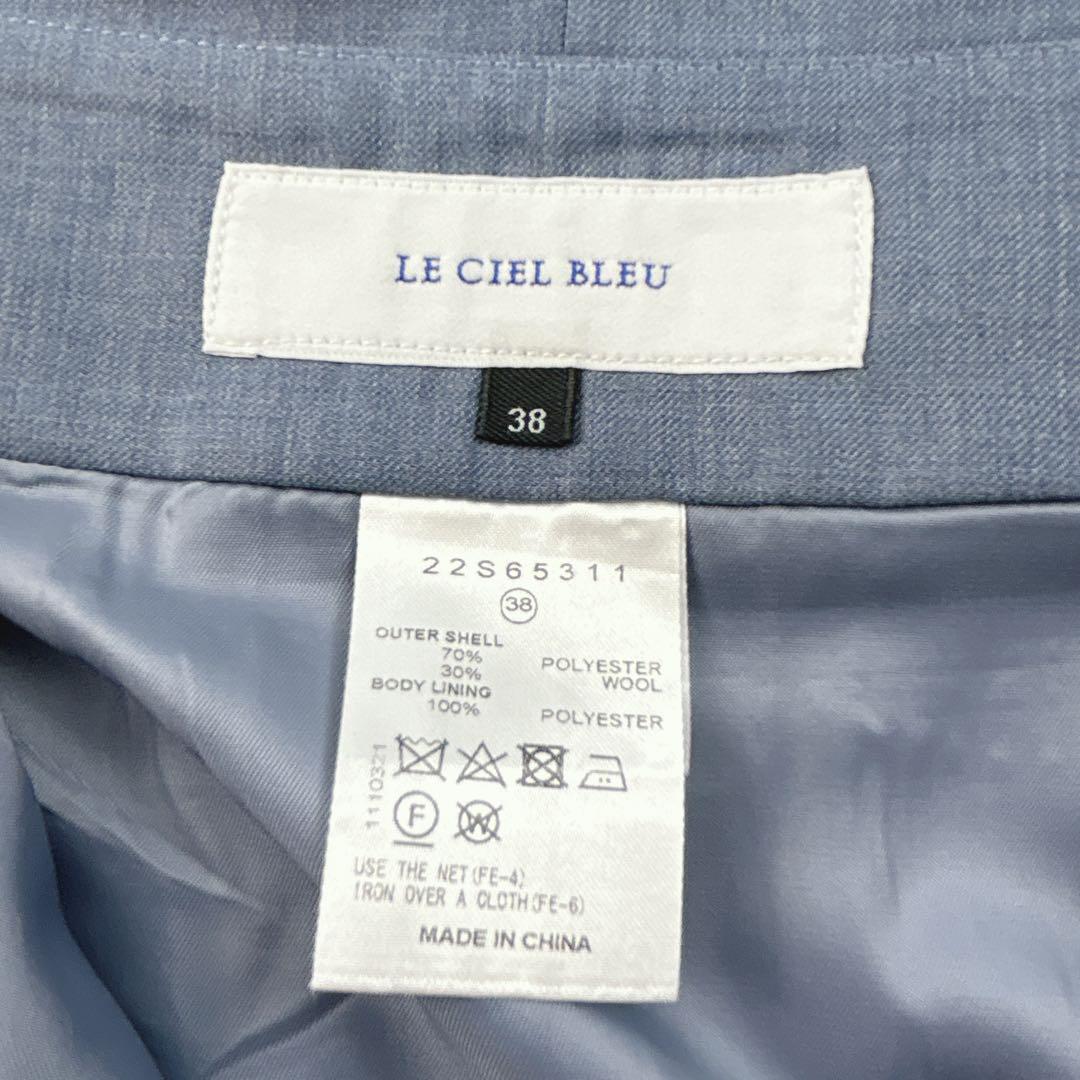 LE CIEL BLEU
38
22S65311
38
OUTER SHELL
70% POLYESTER
30% WOOL
BODY LINING
100% POLYESTER
1110321
F W
USE THE NET(FE-4)
IRON OVER A CLOTH(FE-6)
MADE IN CHINA